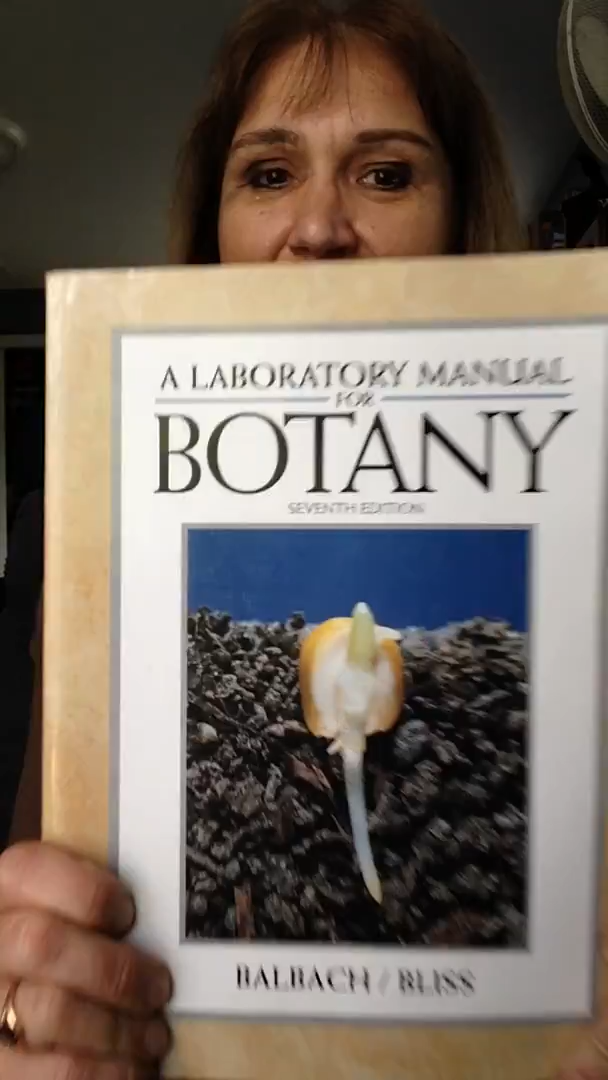 A LABORATORY MANUAL
FOR
BOTANY
SEVENTH EDITION
BALBACH / BLISS